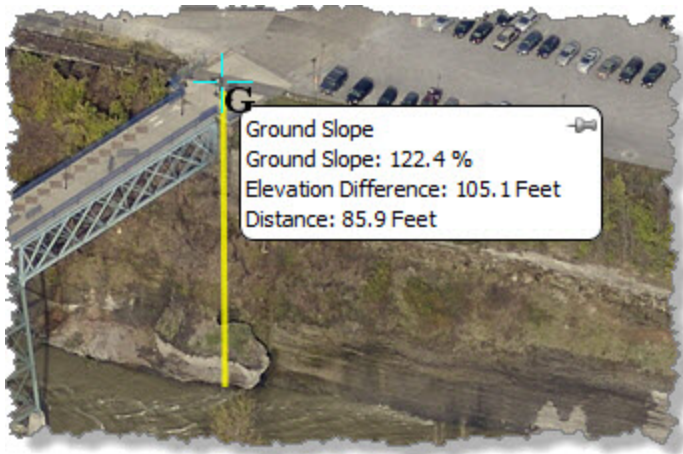 G
Ground Slope
Ground Slope: 122.4 %
Elevation Difference: 105.1 Feet
Distance: 85.9 Feet